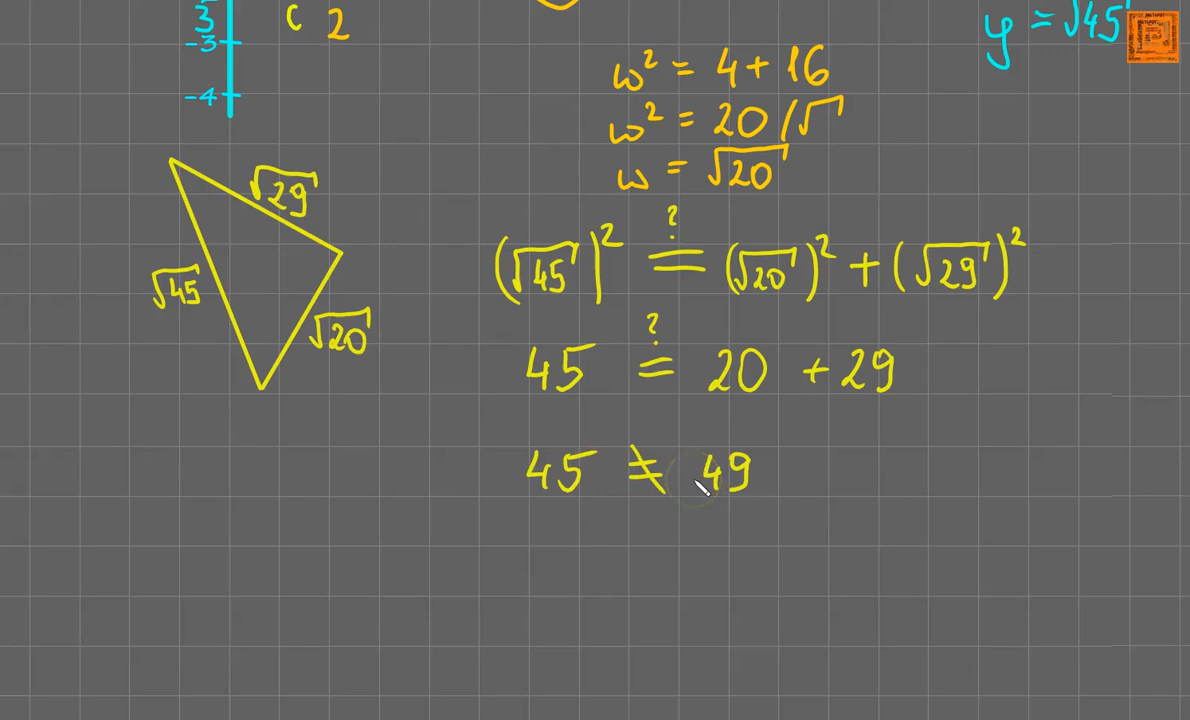 3
-3
-4
c 2
y = √45
w² = 4 + 16
w² = 20 /√
w = √20
√29
√45
√20
(√45)² ?= (√20)² + (√29)²
45 ?= 20 + 29
45 ≠ 49